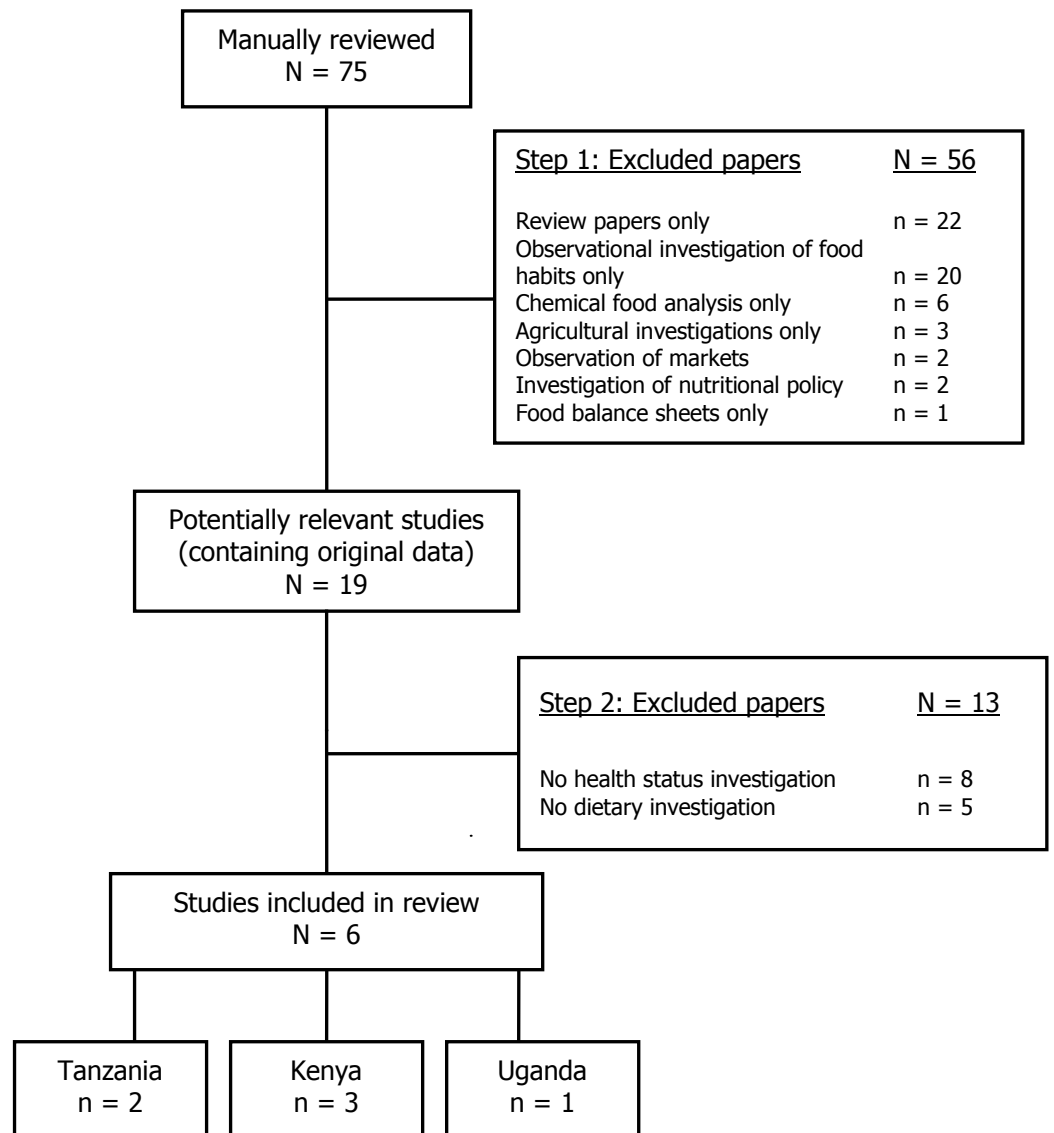 Manually reviewed
N = 75
Step 1: Excluded papers N = 56
Review papers only n = 22
Observational investigation of food
habits only n = 20
Chemical food analysis only n = 6
Agricultural investigations only n = 3
Observation of markets n = 2
Investigation of nutritional policy n = 2
Food balance sheets only n = 1
Potentially relevant studies
(containing original data)
N = 19
Step 2: Excluded papers N = 13
No health status investigation n = 8
No dietary investigation n = 5
Studies included in review
N = 6
Tanzania
n = 2
Kenya
n = 3
Uganda
n = 1